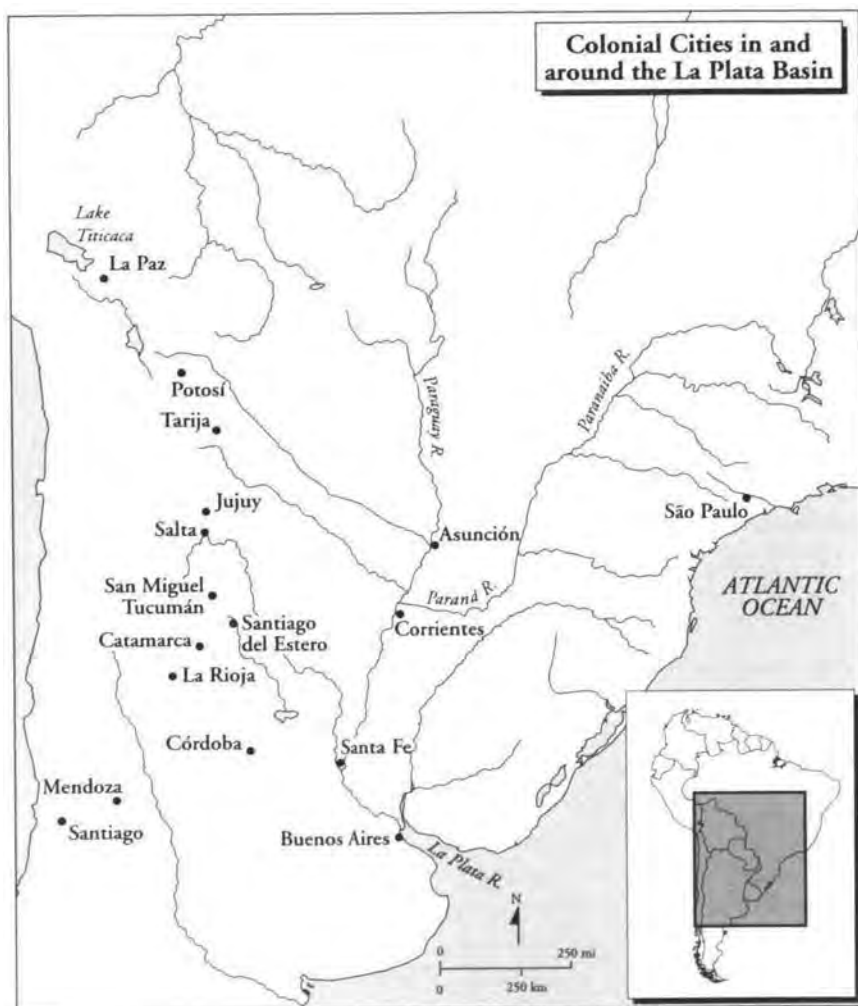 Colonial Cities in and
around the La Plata Basin
Lake
Titicaca
La Paz
Potosí
Tarija
Paraguay R.
Paranaiba R.
Jujuy
Salta
São Paulo
Asunción
San Miguel
Tucumán
Paraná R.
ATLANTIC
OCEAN
Santiago
del Estero
Corrientes
Catamarca
La Rioja
Córdoba
Santa Fe
Mendoza
Santiago
Buenos Aires
La Plata R.
N
0
250 mi
0
250 km